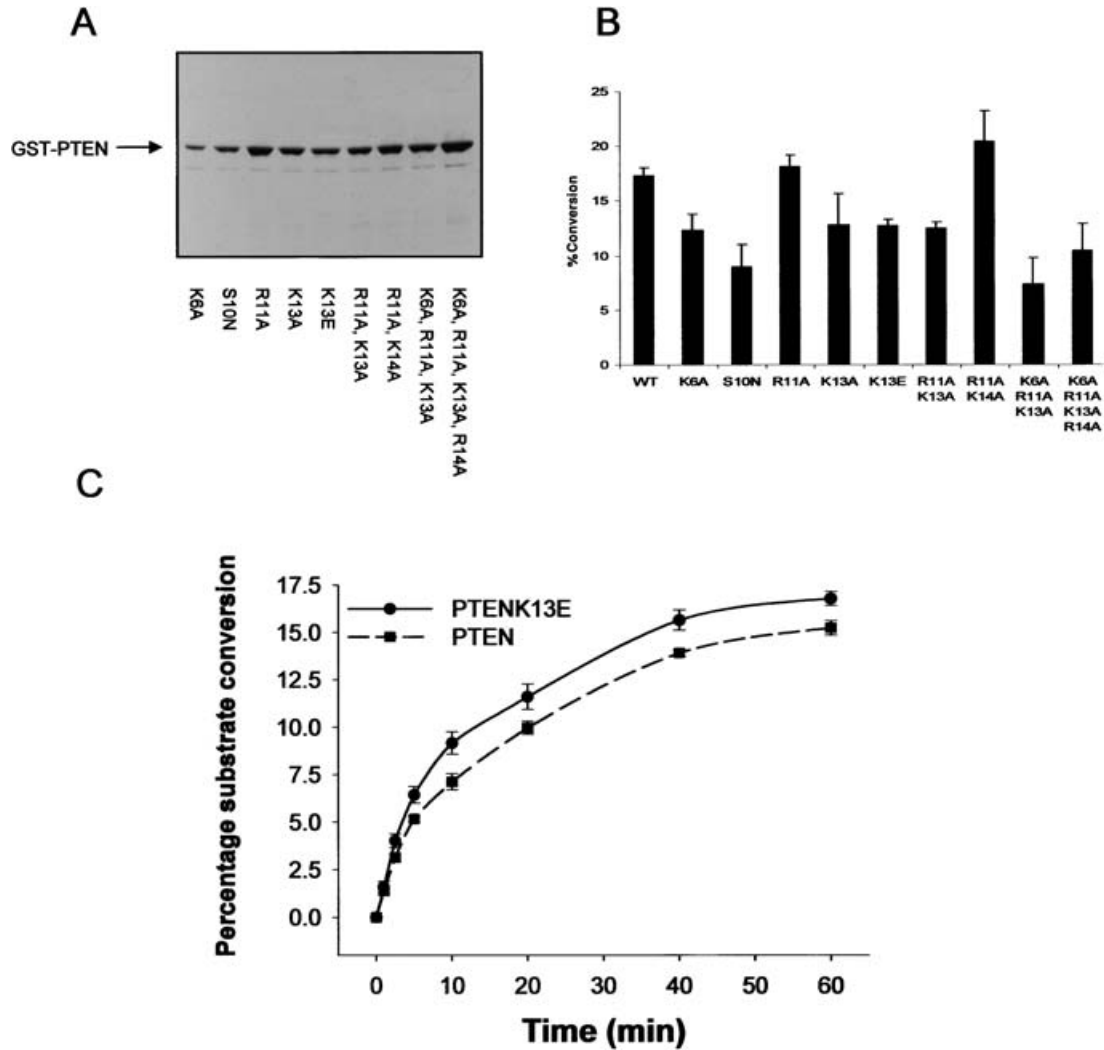 A
GST-PTEN
K6A
S10N
R11A
K13A
K13E
R11A, K13A
R11A, K14A
K6A, R11A, K13A
K6A, R11A, K13A, R14A
B
25
20
15
10
5
0
%Conversion
WT
K6A
S10N
R11A
K13A
K13E
R11A
K13A
R11A
K14A
K6A
R11A
K13A
K6A
R11A
K13A
R14A
C
Percentage substrate conversion
17.5
15.0
12.5
10.0
7.5
5.0
2.5
0.0
PTENK13E
PTEN
0 10 20 30 40 50 60
Time (min)